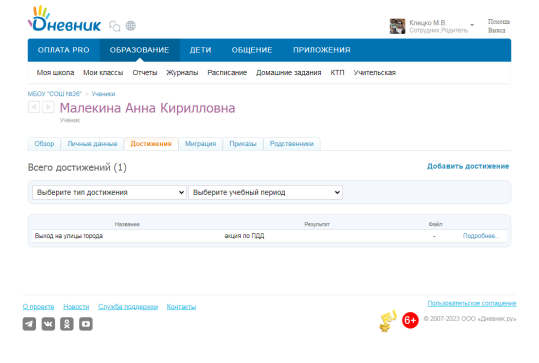 Дневник
Клецко М.В.
Сотрудник, Родитель
Помощь
Выход
ОПЛАТА PRO ОБРАЗОВАНИЕ ДЕТИ ОБЩЕНИЕ ПРИЛОЖЕНИЯ
Моя школа Мои классы Отчеты Журналы Расписание Домашние задания КТП Учительская
МБОУ "СОШ №26" Ученики
Малекина Анна Кирилловна
Ученик
Обзор Личные данные Достижения Миграция Приказы Родственники
Всего достижений (1) Добавить достижение
Выберите тип достижения Выберите учебный период
Название Результат Файл
Выход на улицы города акция по ПДД - Подробнее...
О проекте Новости Служба поддержки Контакты
Пользовательское соглашение
6+ © 2007-2023 ООО «Дневник.ру»